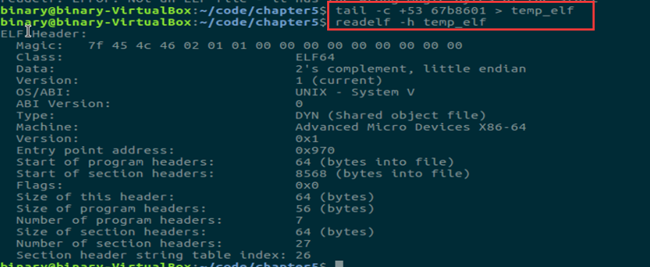 binary@binary-VirtualBox:~/code/chapter5$ tail -c +53 67b8601 > temp_elf
binary@binary-VirtualBox:~/code/chapter5$ readelf -h temp_elf
ELF Header:
  Magic:   7f 45 4c 46 02 01 01 00 00 00 00 00 00 00 00 00
  Class:                             ELF64
  Data:                              2's complement, little endian
  Version:                           1 (current)
  OS/ABI:                            UNIX - System V
  ABI Version:                       0
  Type:                              DYN (Shared object file)
  Machine:                           Advanced Micro Devices X86-64
  Version:                           0x1
  Entry point address:               0x970
  Start of program headers:          64 (bytes into file)
  Start of section headers:          8568 (bytes into file)
  Flags:                             0x0
  Size of this header:               64 (bytes)
  Size of program headers:           56 (bytes)
  Number of program headers:         7
  Size of section headers:           64 (bytes)
  Number of section headers:         27
  Section header string table index: 26
binary@binary-VirtualBox:~/code/chapter5$